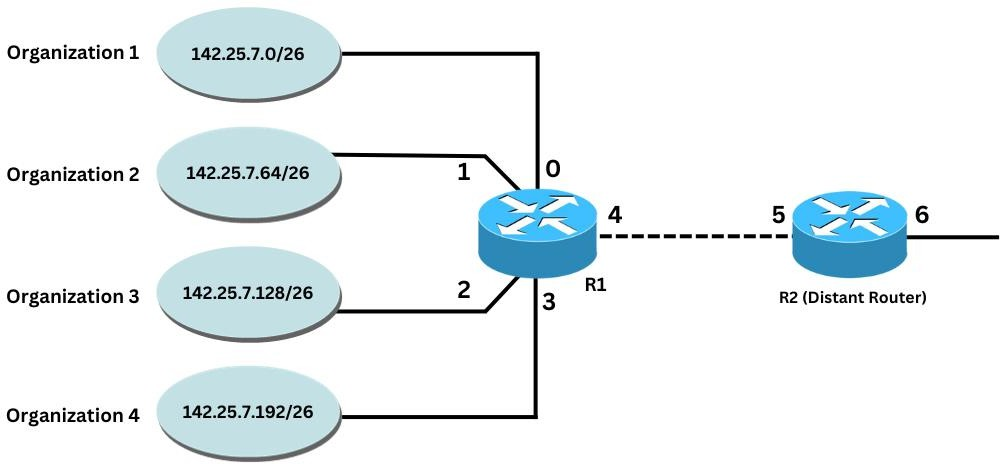 Organization 1
142.25.7.0/26
Organization 2
142.25.7.64/26
1
0
4
5
6
R1
R2 (Distant Router)
Organization 3
142.25.7.128/26
2
3
Organization 4
142.25.7.192/26